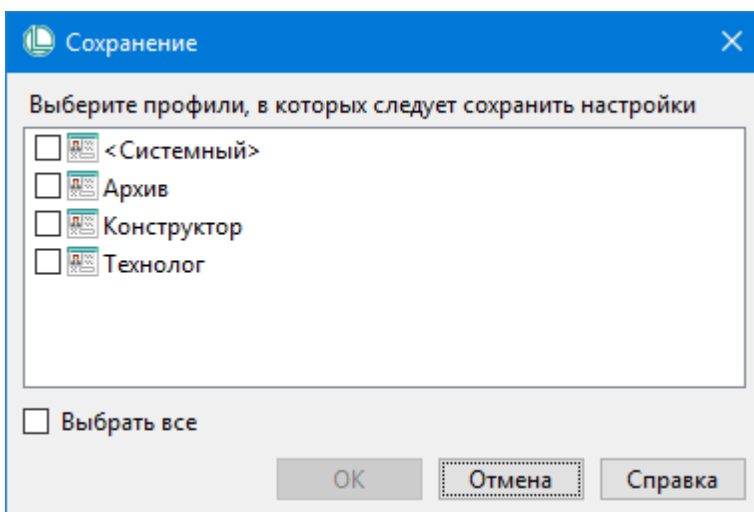 Сохранение
Выберите профили, в которых следует сохранить настройки
<Системный>
Архив
Конструктор
Технолог
Выбрать все
OK Отмена Справка